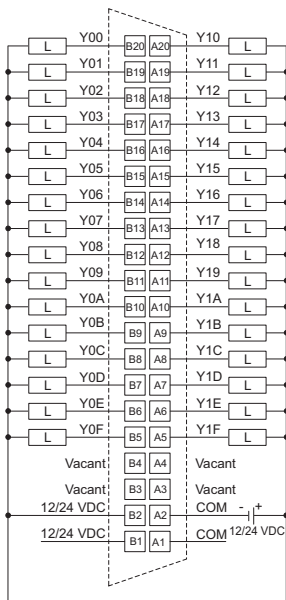 L Y00 B20 A20 Y10 L
L Y01 B19 A19 Y11 L
L Y02 B18 A18 Y12 L
L Y03 B17 A17 Y13 L
L Y04 B16 A16 Y14 L
L Y05 B15 A15 Y15 L
L Y06 B14 A14 Y16 L
L Y07 B13 A13 Y17 L
L Y08 B12 A12 Y18 L
L Y09 B11 A11 Y19 L
L Y0A B10 A10 Y1A L
L Y0B B9 A9 Y1B L
L Y0C B8 A8 Y1C L
L Y0D B7 A7 Y1D L
L Y0E B6 A6 Y1E L
L Y0F B5 A5 Y1F L
Vacant B4 A4 Vacant
Vacant B3 A3 Vacant
12/24 VDC B2 A2 COM - +
12/24 VDC B1 A1 COM 12/24 VDC